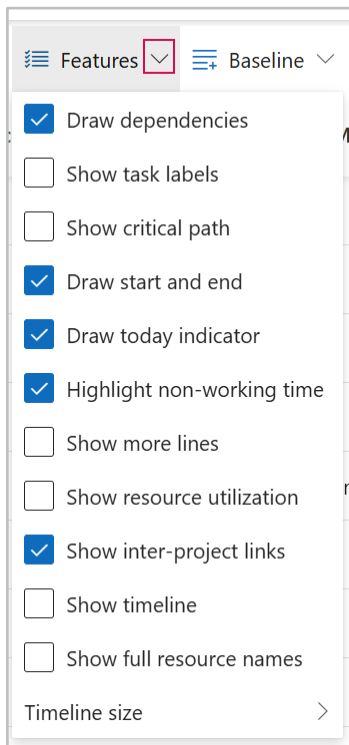 Features Baseline
Draw dependencies
Show task labels
Show critical path
Draw start and end
Draw today indicator
Highlight non-working time
Show more lines
Show resource utilization
Show inter-project links
Show timeline
Show full resource names
Timeline size